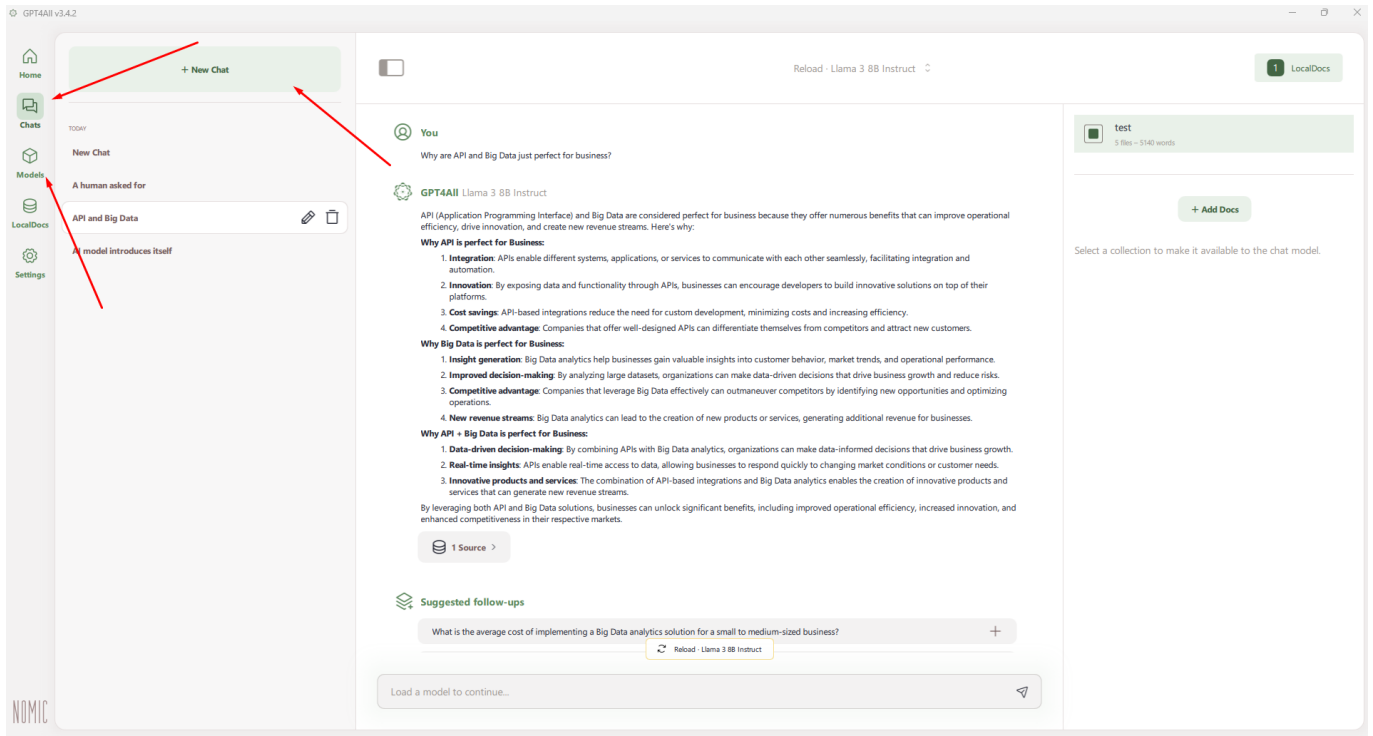 GPT4All v3.4.2
Home
Chats
Models
LocalDocs
Settings
NOMIC
+ New Chat
TODAY
New Chat
A human asked for
API and Big Data
AI model introduces itself
Reload · Llama 3 8B Instruct
1 LocalDocs
You
Why are API and Big Data just perfect for business?
GPT4All Llama 3 8B Instruct
API (Application Programming Interface) and Big Data are considered perfect for business because they offer numerous benefits that can improve operational
efficiency, drive innovation, and create new revenue streams. Here's why:
Why API is perfect for Business:
1. Integration: APIs enable different systems, applications, or services to communicate with each other seamlessly, facilitating integration and
automation.
2. Innovation: By exposing data and functionality through APIs, businesses can encourage developers to build innovative solutions on top of their
platforms.
3. Cost savings: API-based integrations reduce the need for custom development, minimizing costs and increasing efficiency.
4. Competitive advantage: Companies that offer well-designed APIs can differentiate themselves from competitors and attract new customers.
Why Big Data is perfect for Business:
1. Insight generation: Big Data analytics help businesses gain valuable insights into customer behavior, market trends, and operational performance.
2. Improved decision-making: By analyzing large datasets, organizations can make data-driven decisions that drive business growth and reduce risks.
3. Competitive advantage: Companies that leverage Big Data effectively can outmaneuver competitors by identifying new opportunities and optimizing
operations.
4. New revenue streams: Big Data analytics can lead to the creation of new products or services, generating additional revenue for businesses.
Why API + Big Data is perfect for Business:
1. Data-driven decision-making: By combining APIs with Big Data analytics, organizations can make data-informed decisions that drive business growth.
2. Real-time insights: APIs enable real-time access to data, allowing businesses to respond quickly to changing market conditions or customer needs.
3. Innovative products and services: The combination of API-based integrations and Big Data analytics enables the creation of innovative products and
services that can generate new revenue streams.
By leveraging both API and Big Data solutions, businesses can unlock significant benefits, including improved operational efficiency, increased innovation, and
enhanced competitiveness in their respective markets.
1 Source
Suggested follow-ups
What is the average cost of implementing a Big Data analytics solution for a small to medium-sized business?
Reload · Llama 3 8B Instruct
Load a model to continue...
test
5 files – 5140 words
+ Add Docs
Select a collection to make it available to the chat model.